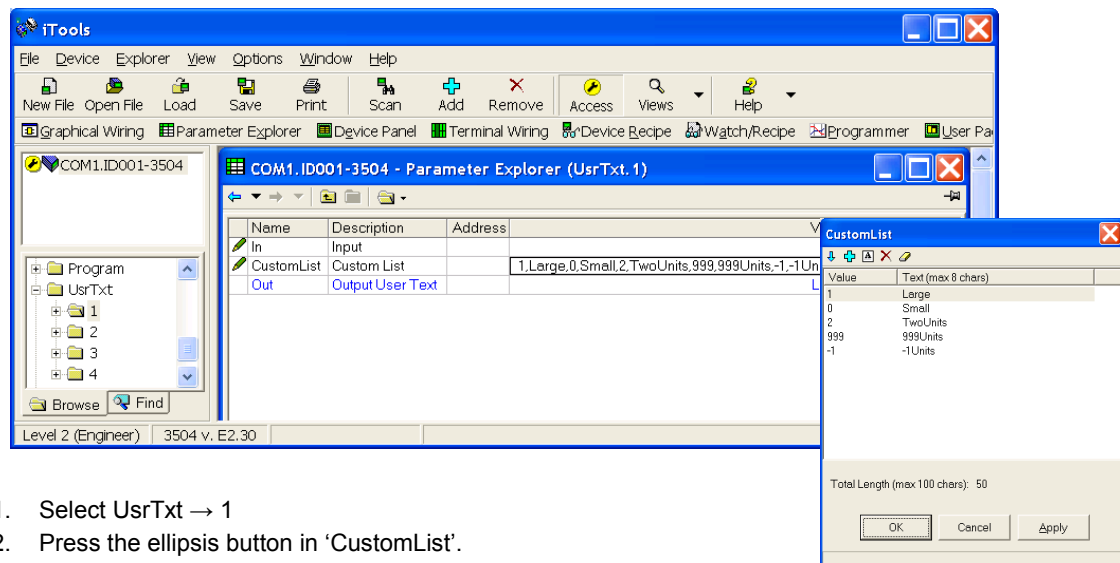 iTools
File Device Explorer View Options Window Help
New File Open File Load Save Print Scan Add Remove Access Views Help
Graphical Wiring Parameter Explorer Device Panel Terminal Wiring Device Recipe Watch/Recipe Programmer User Pa
COM1.ID001-3504
COM1.ID001-3504 - Parameter Explorer (UsrTxt.1)
Name Description Address V
In Input
CustomList Custom List 1,Large,0,Small,2,TwoUnits,999,999Units,-1,-1Un
Out Output User Text L
Program
UsrTxt
1
2
3
4
Browse Find
Level 2 (Engineer) 3504 v. E2.30
CustomList
Value Text (max 8 chars)
1 Large
0 Small
2 TwoUnits
999 999Units
-1 -1Units
Total Length (max 100 chars): 50
OK Cancel Apply
1. Select UsrTxt → 1
2. Press the ellipsis button in ‘CustomList’.